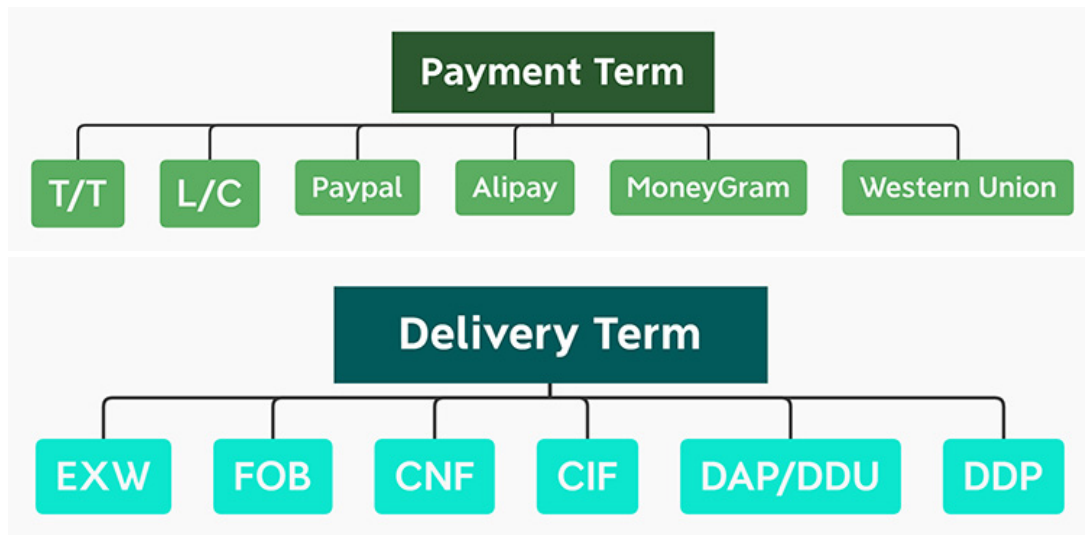 Payment Term
T/T L/C Paypal Alipay MoneyGram Western Union
Delivery Term
EXW FOB CNF CIF DAP/DDU DDP